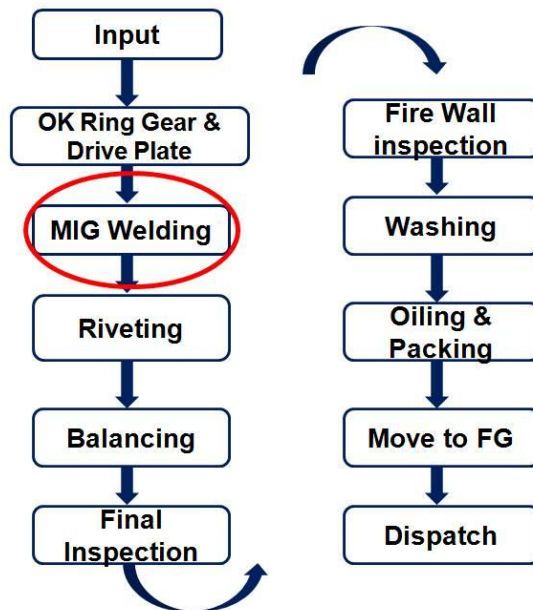 Input
OK Ring Gear &
Drive Plate
MIG Welding
Riveting
Balancing
Final
Inspection
Fire Wall
inspection
Washing
Oiling &
Packing
Move to FG
Dispatch